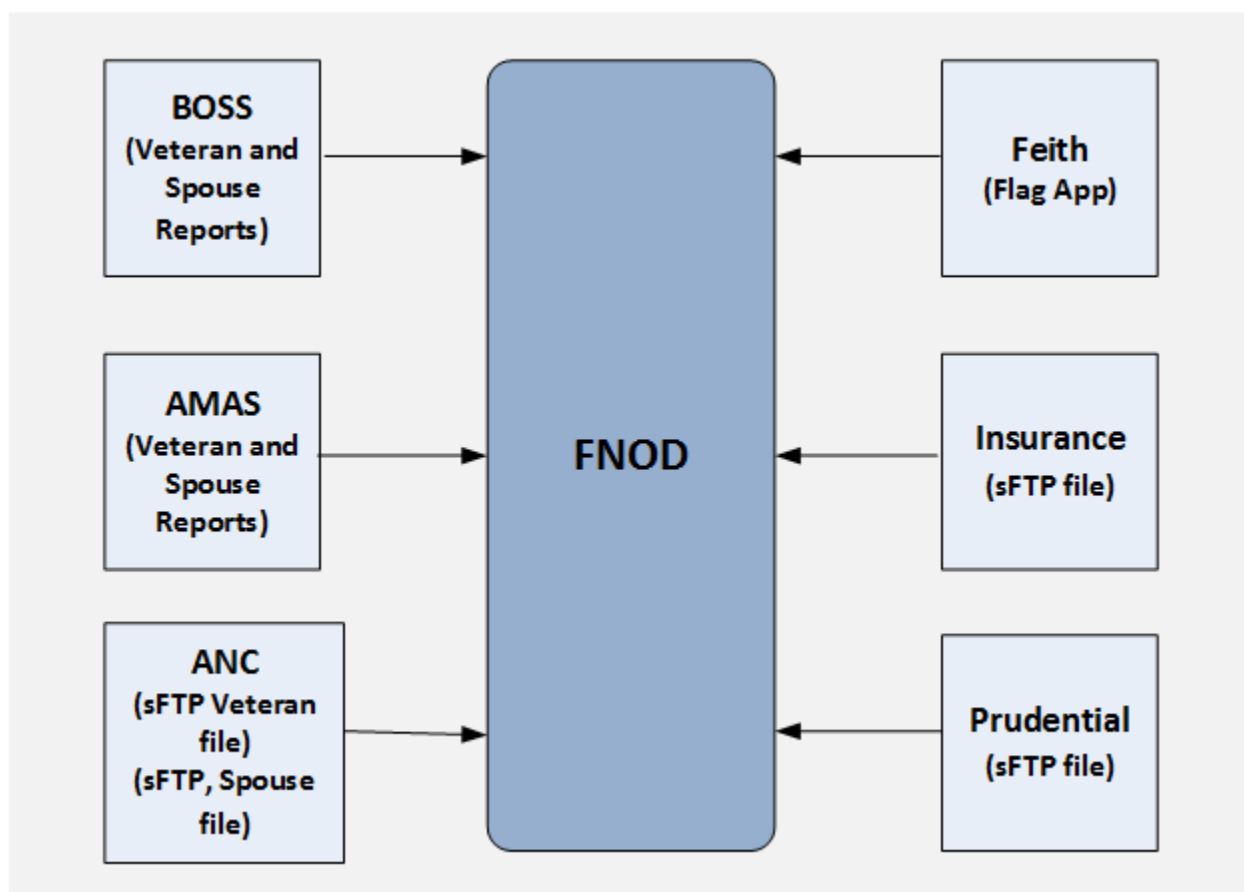 BOSS
(Veteran and
Spouse
Reports)
AMAS
(Veteran and
Spouse
Reports)
ANC
(sFTP Veteran
file)
(sFTP, Spouse
file)
FNOD
Feith
(Flag App)
Insurance
(sFTP file)
Prudential
(sFTP file)